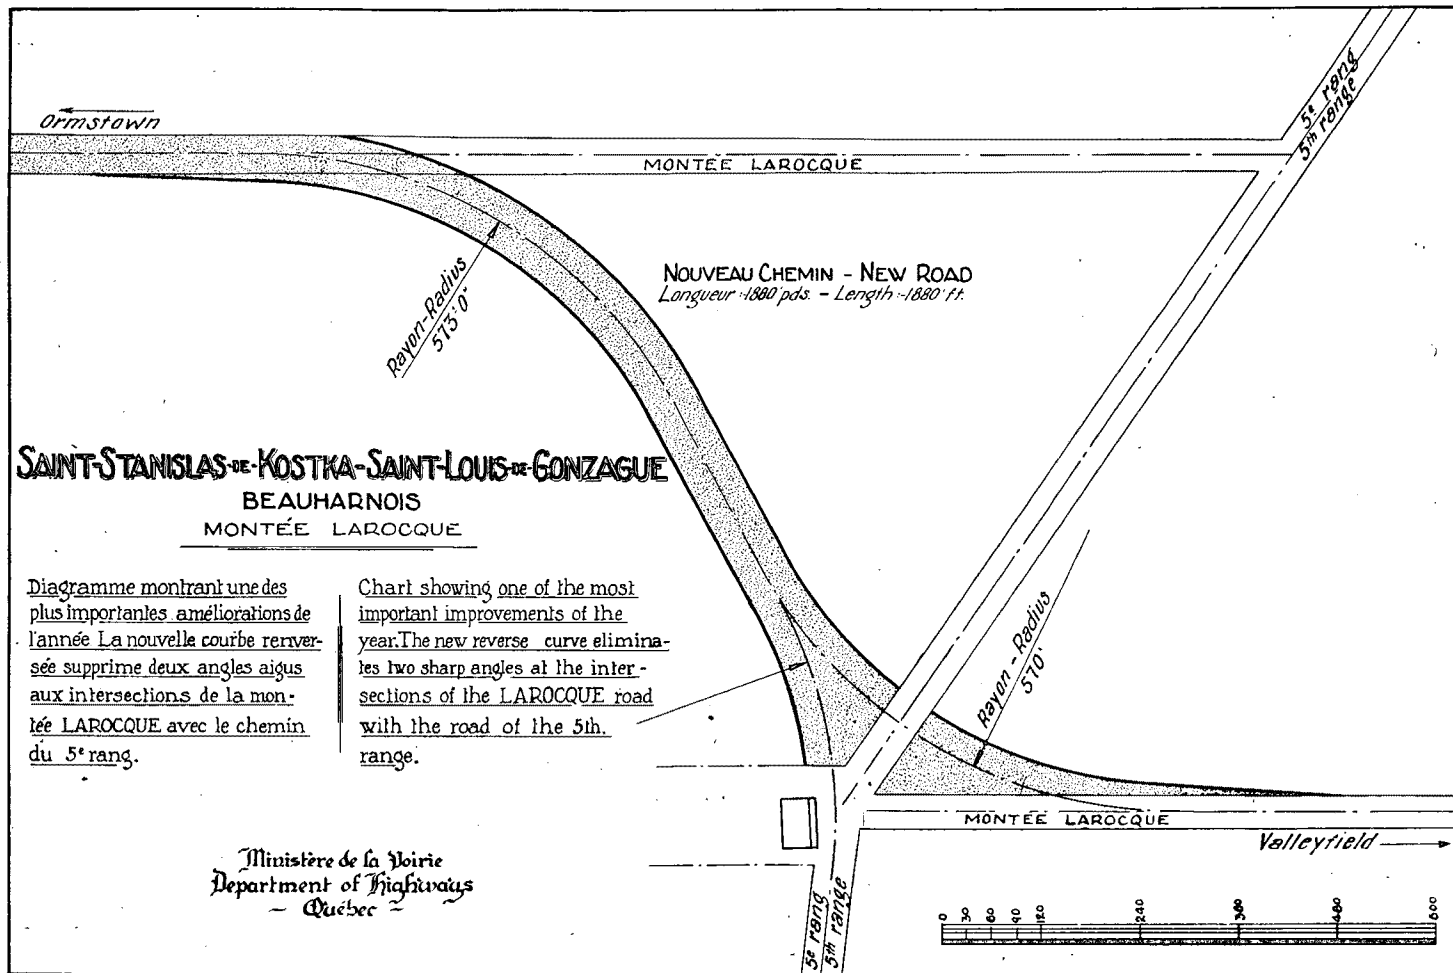 Ormstown
5e rang
5th range
MONTÉE LAROCQUE
Rayon-Radius
573'0"
NOUVEAU CHEMIN - NEW ROAD
Longueur:-1880'pds. - Length:-1880'ft.
SAINT-STANISLAS-DE-KOSTKA-SAINT-LOUIS-DE-GONZAGUE
BEAUHARNOIS
MONTÉE LAROCQUE
Diagramme montrant une des
plus importantes améliorations de
l'année La nouvelle courbe renver-
sée supprime deux angles aigus
aux intersections de la mon-
tée LAROCQUE avec le chemin
du 5e rang.
Chart showing one of the most
important improvements of the
year. The new reverse curve elimina-
tes two sharp angles at the inter-
sections of the LAROCQUE road
with the road of the 5th.
range.
Rayon-Radius
570'
MONTÉE LAROCQUE
Valleyfield
Ministère de la Voirie
Department of Highways
- Québec -
5e rang
5th range
0 30 60 90 120 240 360 480 600